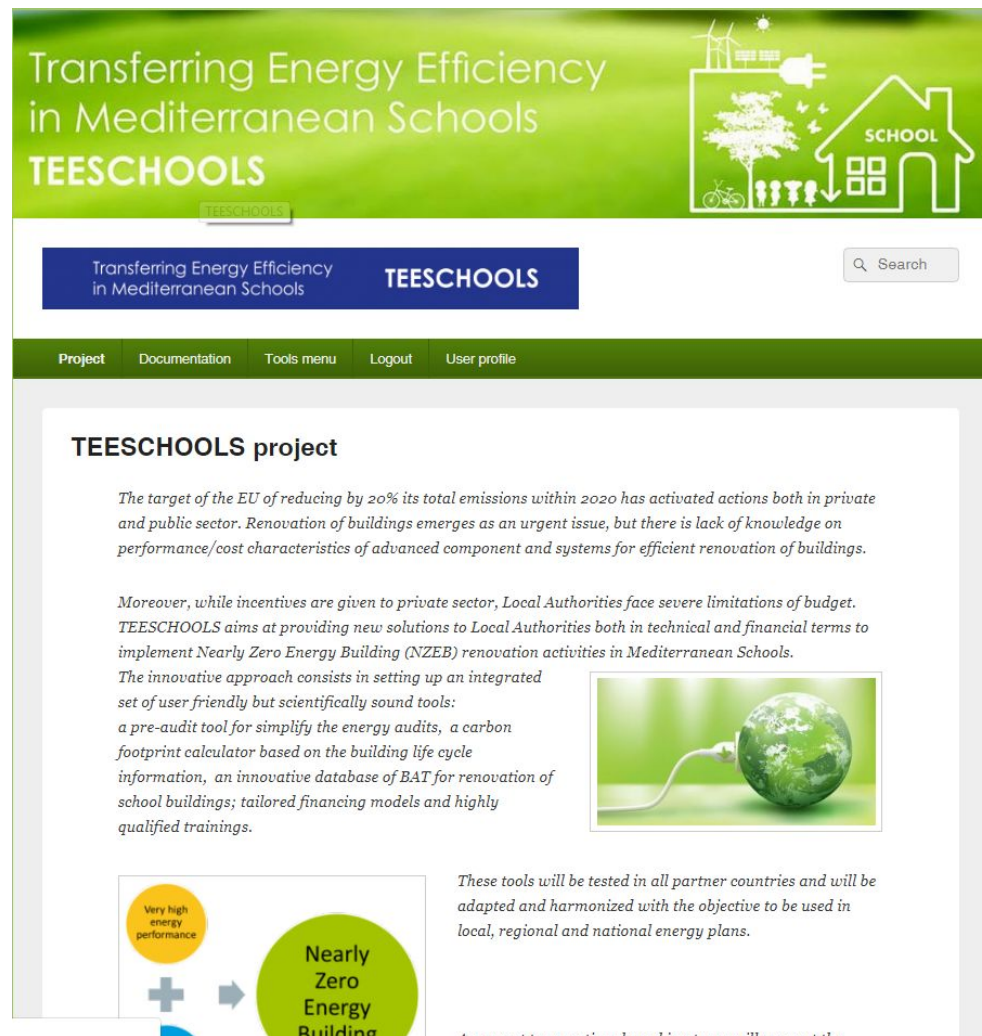 Transferring Energy Efficiency
in Mediterranean Schools
TEESCHOOLS
SCHOOL
TEESCHOOLS
Transferring Energy Efficiency
in Mediterranean Schools
TEESCHOOLS
Search
Project Documentation Tools menu Logout User profile
TEESCHOOLS project
The target of the EU of reducing by 20% its total emissions within 2020 has activated actions both in private
and public sector. Renovation of buildings emerges as an urgent issue, but there is lack of knowledge on
performance/cost characteristics of advanced component and systems for efficient renovation of buildings.
Moreover, while incentives are given to private sector, Local Authorities face severe limitations of budget.
TEESCHOOLS aims at providing new solutions to Local Authorities both in technical and financial terms to
implement Nearly Zero Energy Building (NZEB) renovation activities in Mediterranean Schools.
The innovative approach consists in setting up an integrated
set of user friendly but scientifically sound tools:
a pre-audit tool for simplify the energy audits, a carbon
footprint calculator based on the building life cycle
information, an innovative database of BAT for renovation of
school buildings; tailored financing models and highly
qualified trainings.
Very high
energy
performance
Nearly
Zero
Energy
Building
These tools will be tested in all partner countries and will be
adapted and harmonized with the objective to be used in
local, regional and national energy plans.